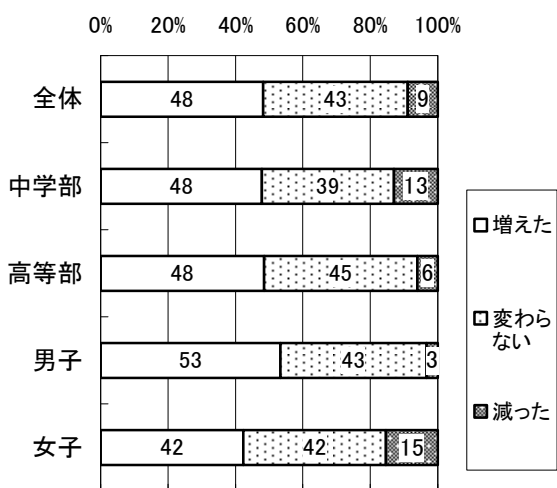 0% 20% 40% 60% 80% 100%
全体 48 43 9
中学部 48 39 13
高等部 48 45 6
男子 53 43 3
女子 42 42 15
増えた
変わら
ない
減った